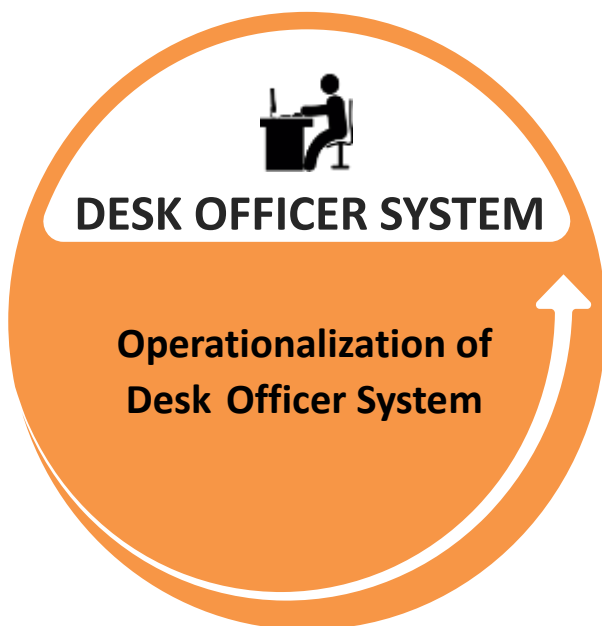 DESK OFFICER SYSTEM
Operationalization of
Desk Officer System